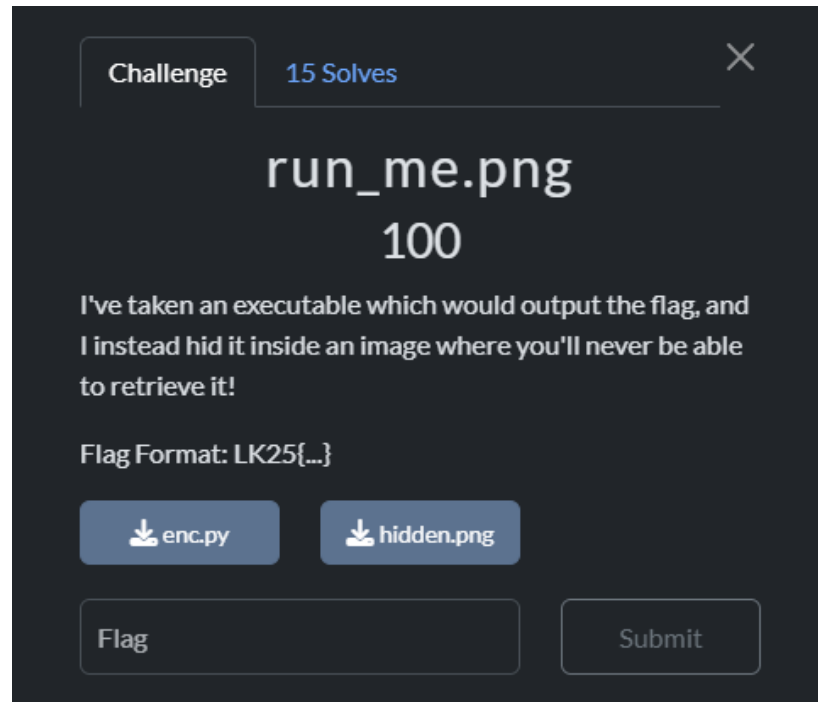 Challenge
15 Solves
run_me.png
100
I've taken an executable which would output the flag, and
I instead hid it inside an image where you'll never be able
to retrieve it!
Flag Format: LK25{...}
enc.py
hidden.png
Flag
Submit